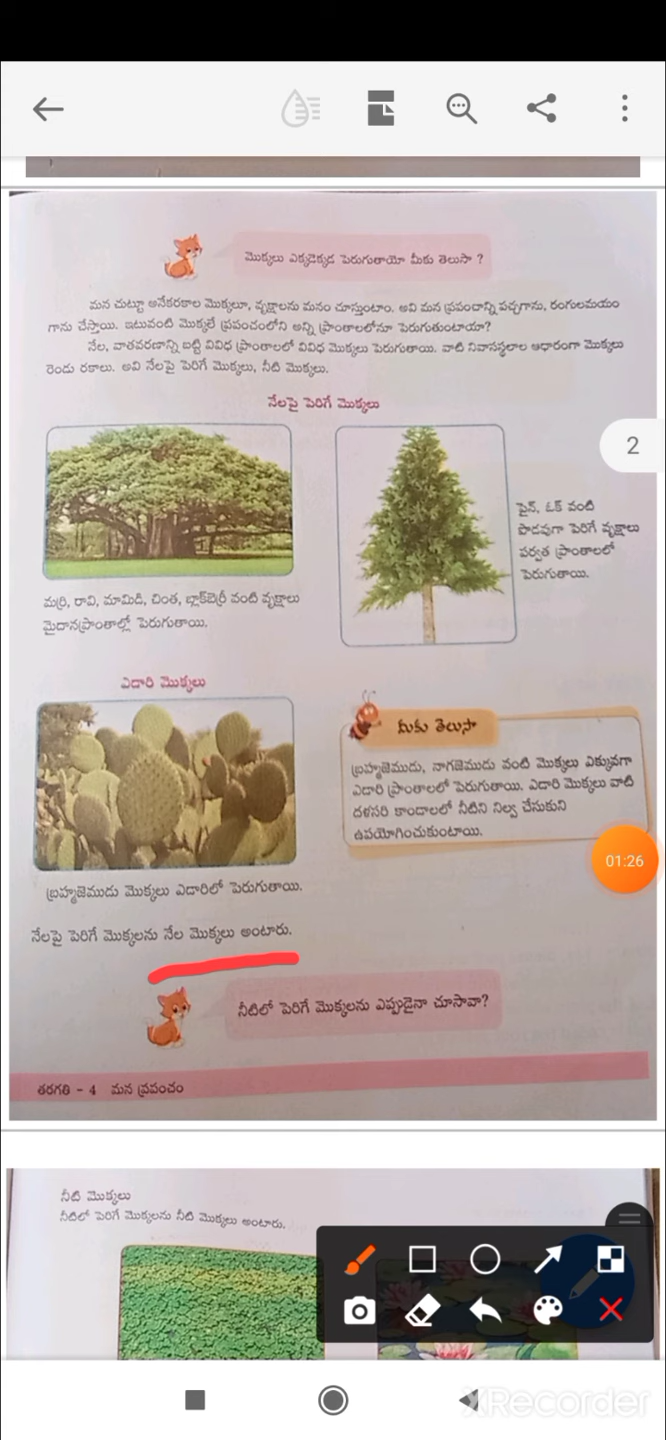 మొక్కలు ఎక్కడెక్కడ పెరుగుతాయో మీకు తెలుసా ?
మన చుట్టూ అనేకరకాల మొక్కలూ, వృక్షాలను మనం చూస్తుంటాం. అవి మన ప్రపంచాన్ని పచ్చగాను, రంగులమయం
గాను చేస్తాయి. ఇటువంటి మొక్కలే ప్రపంచంలోని అన్ని ప్రాంతాలలోనూ పెరుగుతుంటాయా?
నేల, వాతవరణాన్ని బట్టి వివిధ ప్రాంతాలలో వివిధ మొక్కలు పెరుగుతాయి. వాటి నివాసస్థలాల ఆధారంగా మొక్కలు
రెండు రకాలు. అవి నేలపై పెరిగే మొక్కలు, నీటి మొక్కలు.
నేలపై పెరిగే మొక్కలు
2
పైన్, ఓక్ వంటి
పొడవుగా పెరిగే వృక్షాలు
పర్వత ప్రాంతాలలో
పెరుగుతాయి.
మర్రి, రావి, మామిడి, చింత, బ్లాక్‌బెర్రీ వంటి వృక్షాలు
మైదానప్రాంతాల్లో పెరుగుతాయి.
ఎడారి మొక్కలు
మీకు తెలుసా
బ్రహ్మజెముడు, నాగజెముడు వంటి మొక్కలు ఎక్కువగా
ఎడారి ప్రాంతాలలో పెరుగుతాయి. ఎడారి మొక్కలు వాటి
దళసరి కాండాలలో నీటిని నిల్వ చేసుకుని
ఉపయోగించుకుంటాయి.
01:26
బ్రహ్మజెముడు మొక్కలు ఎడారిలో పెరుగుతాయి.
నేలపై పెరిగే మొక్కలను నేల మొక్కలు అంటారు.
నీటిలో పెరిగే మొక్కలను ఎప్పుడైనా చూసావా?
తరగతి - 4 మన ప్రపంచం
నీటి మొక్కలు
నీటిలో పెరిగే మొక్కలను నీటి మొక్కలు అంటారు.
XRecorder